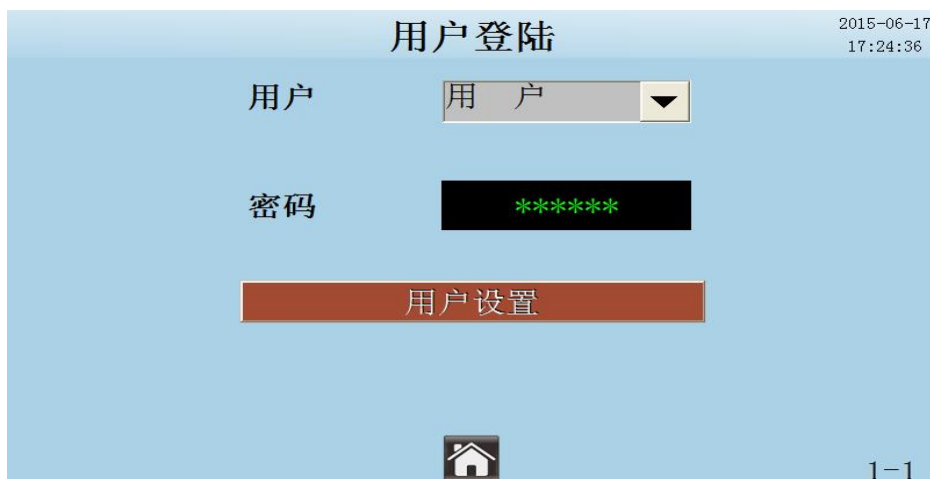 用户登陆
2015-06-17
17:24:36
用户 用 户
密码 ******
用户设置
1-1